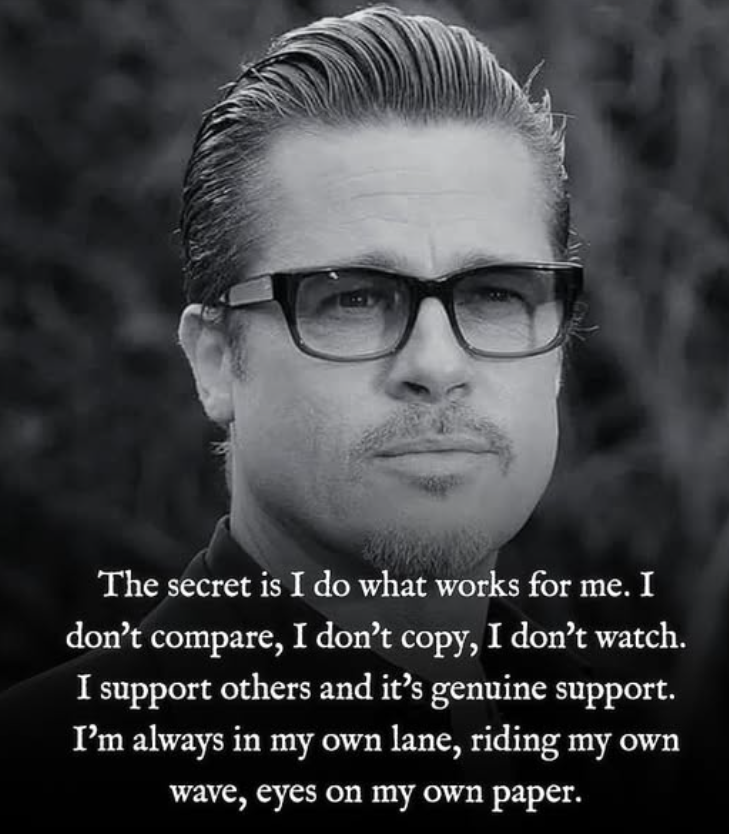 The secret is I do what works for me. I
don't compare, I don't copy, I don't watch.
I support others and it's genuine support.
I'm always in my own lane, riding my own
wave, eyes on my own paper.